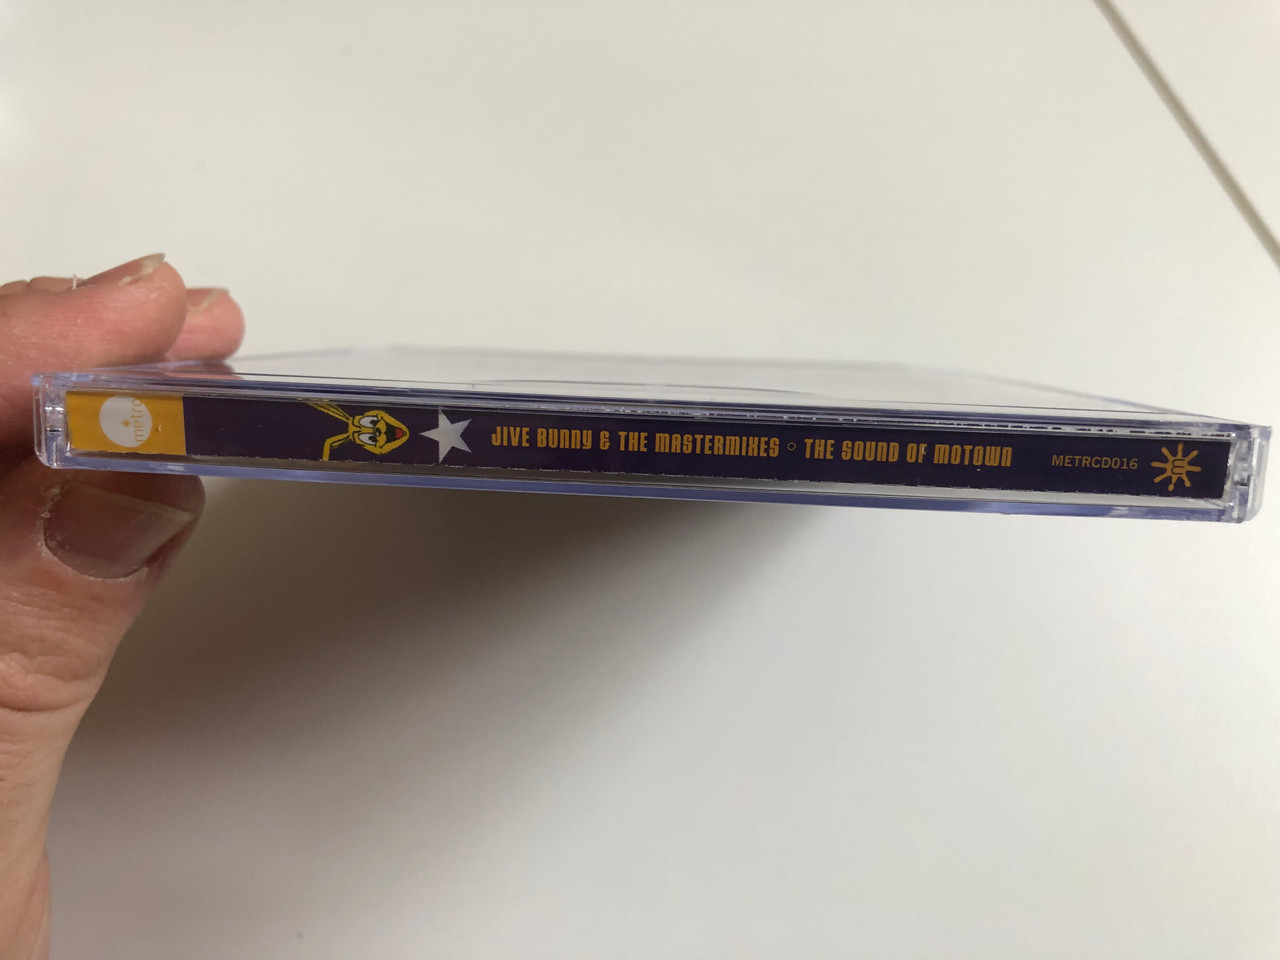 metro
JIVE BUNNY & THE MASTERMIXES ◦ THE SOUND OF MOTOWN
METRCD016